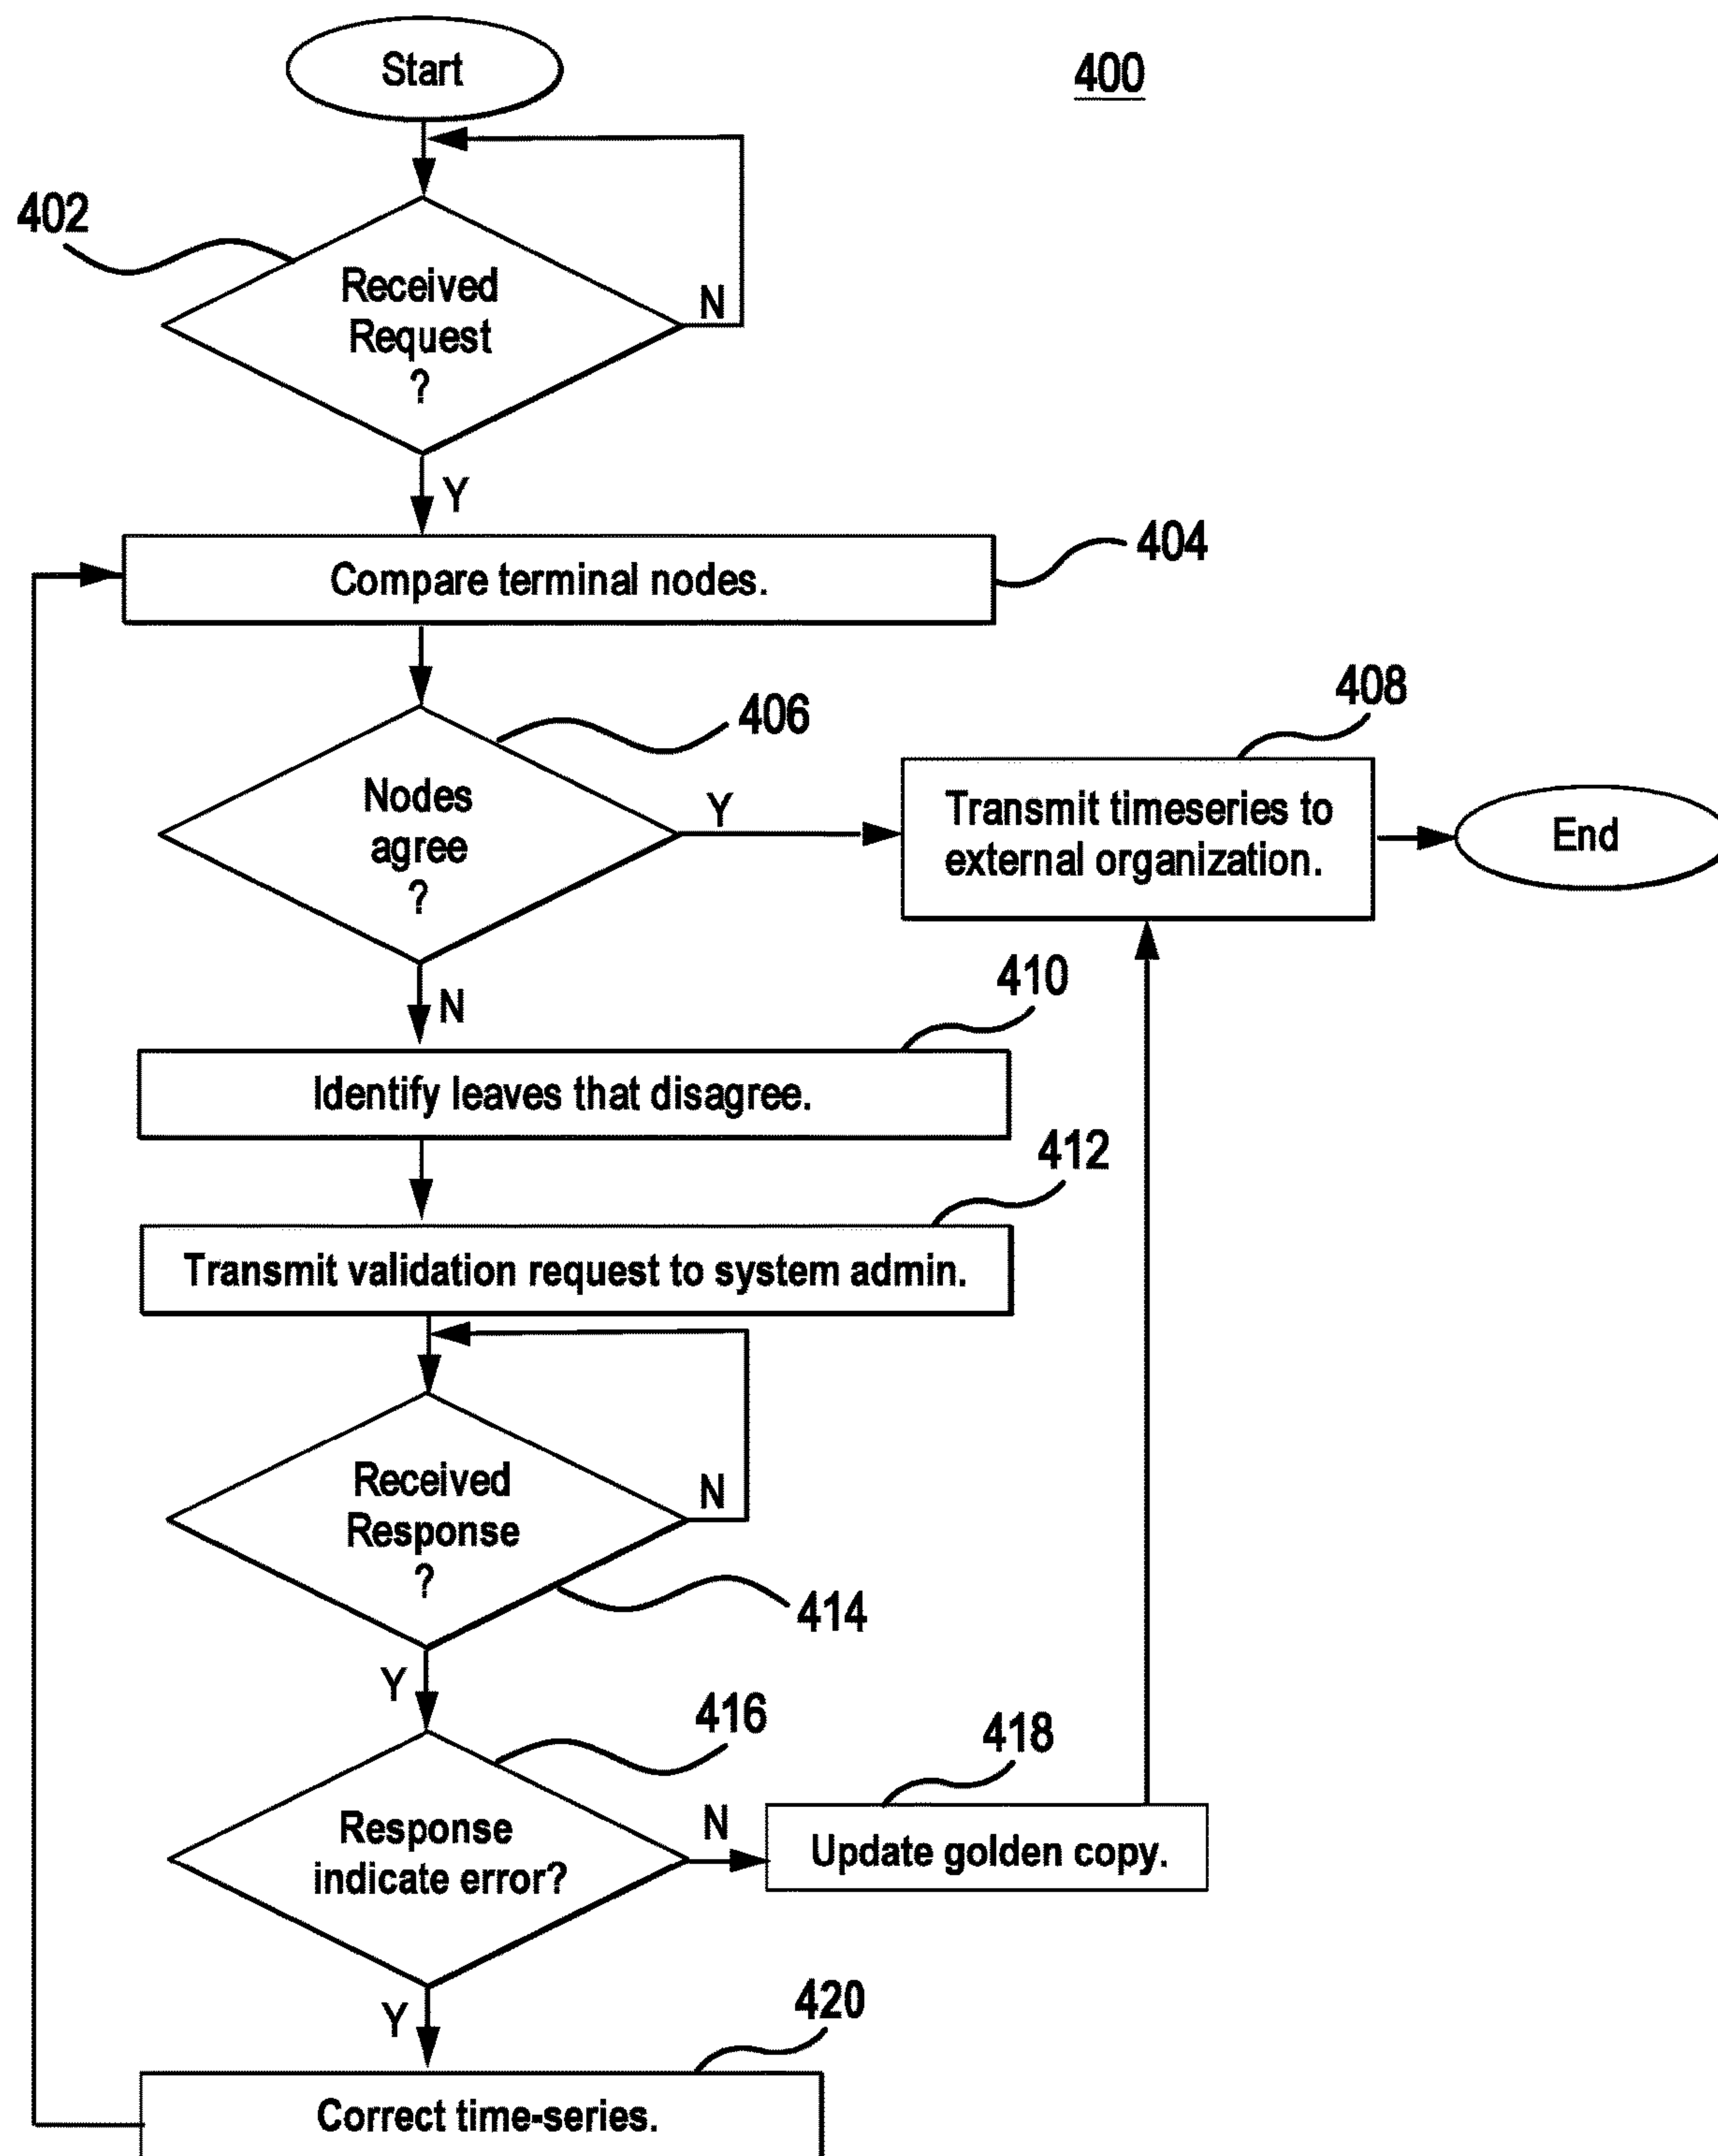 Start
400
402
Received
Request
?
N
Y
404
Compare terminal nodes.
406
408
Nodes
agree
?
Y
Transmit timeseries to
external organization.
End
N
410
Identify leaves that disagree.
412
Transmit validation request to system admin.
Received
Response
?
N
414
Y
416
418
Response
indicate error?
N
Update golden copy.
Y
420
Correct time-series.